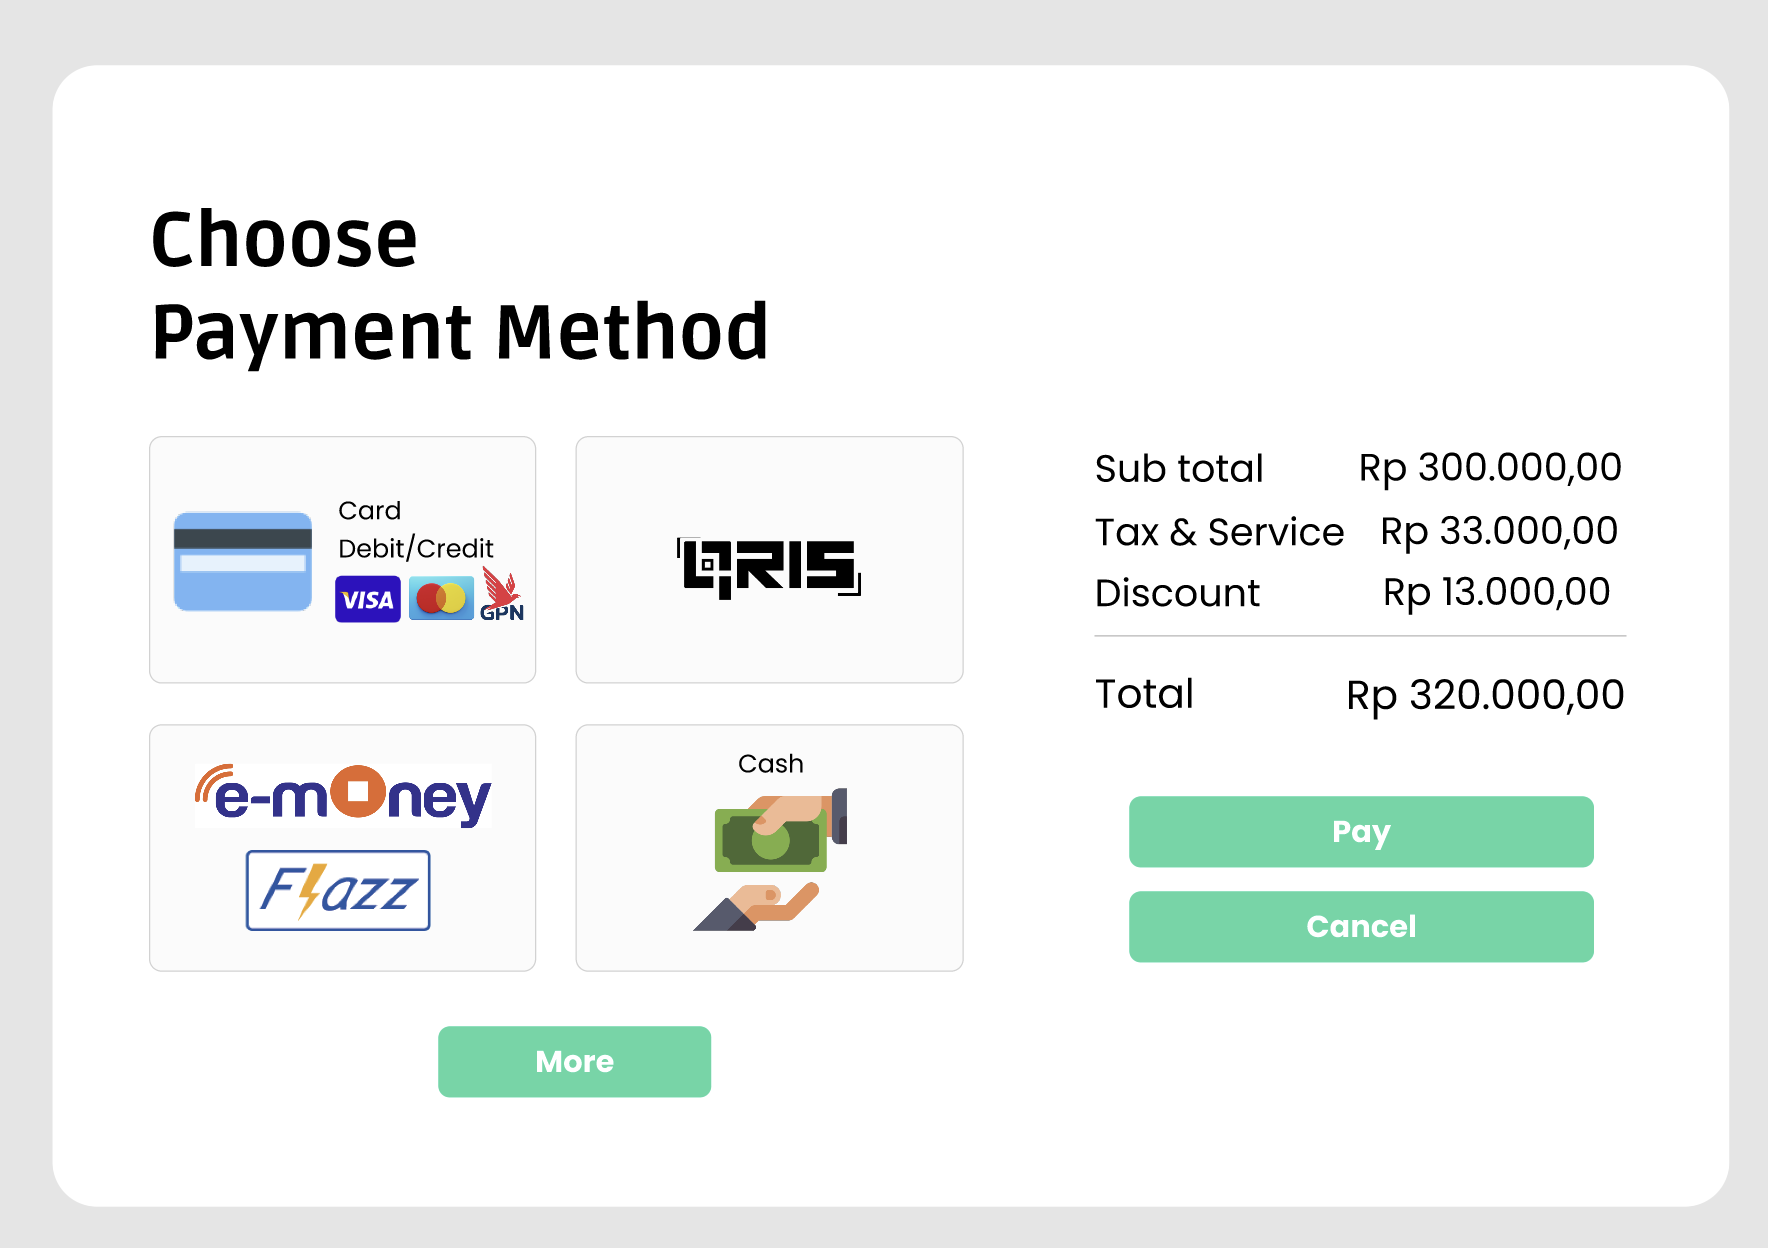 Choose
Payment Method
Card
Debit/Credit
VISA
GPN
QRIS
e-money
Flazz
Cash
More
Sub total Rp 300.000,00
Tax & Service Rp 33.000,00
Discount Rp 13.000,00
Total Rp 320.000,00
Pay
Cancel